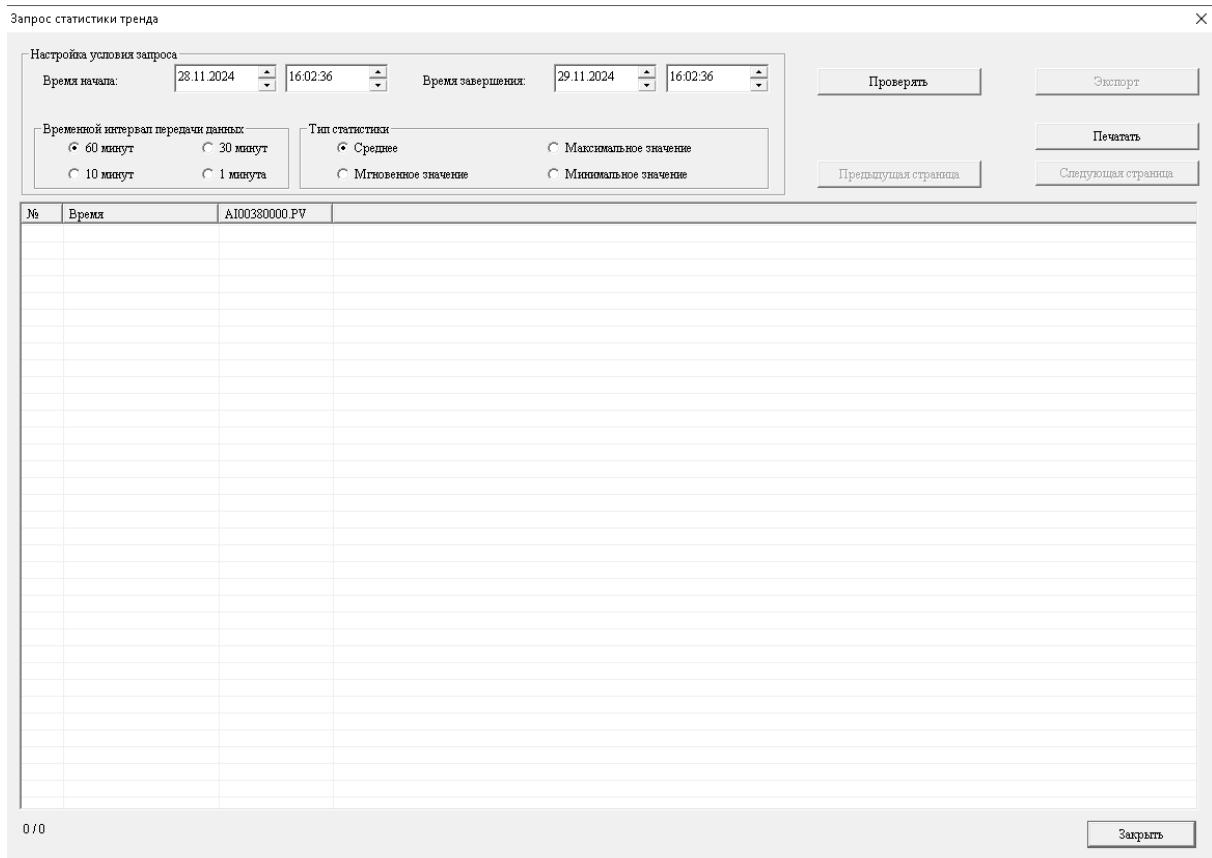 Запрос статистики тренда
Настройка условия запроса
Время начала: 28.11.2024 16:02:36 Время завершения: 29.11.2024 16:02:36
Проверять Экспорт
Временной интервал передачи данных Тип статистики
Печатать
60 минут 30 минут Среднее Максимальное значение
10 минут 1 минута Мгновенное значение Минимальное значение
Предыдущая страница Следующая страница
№ Время AI00380000.PV
0 / 0
Закрыть